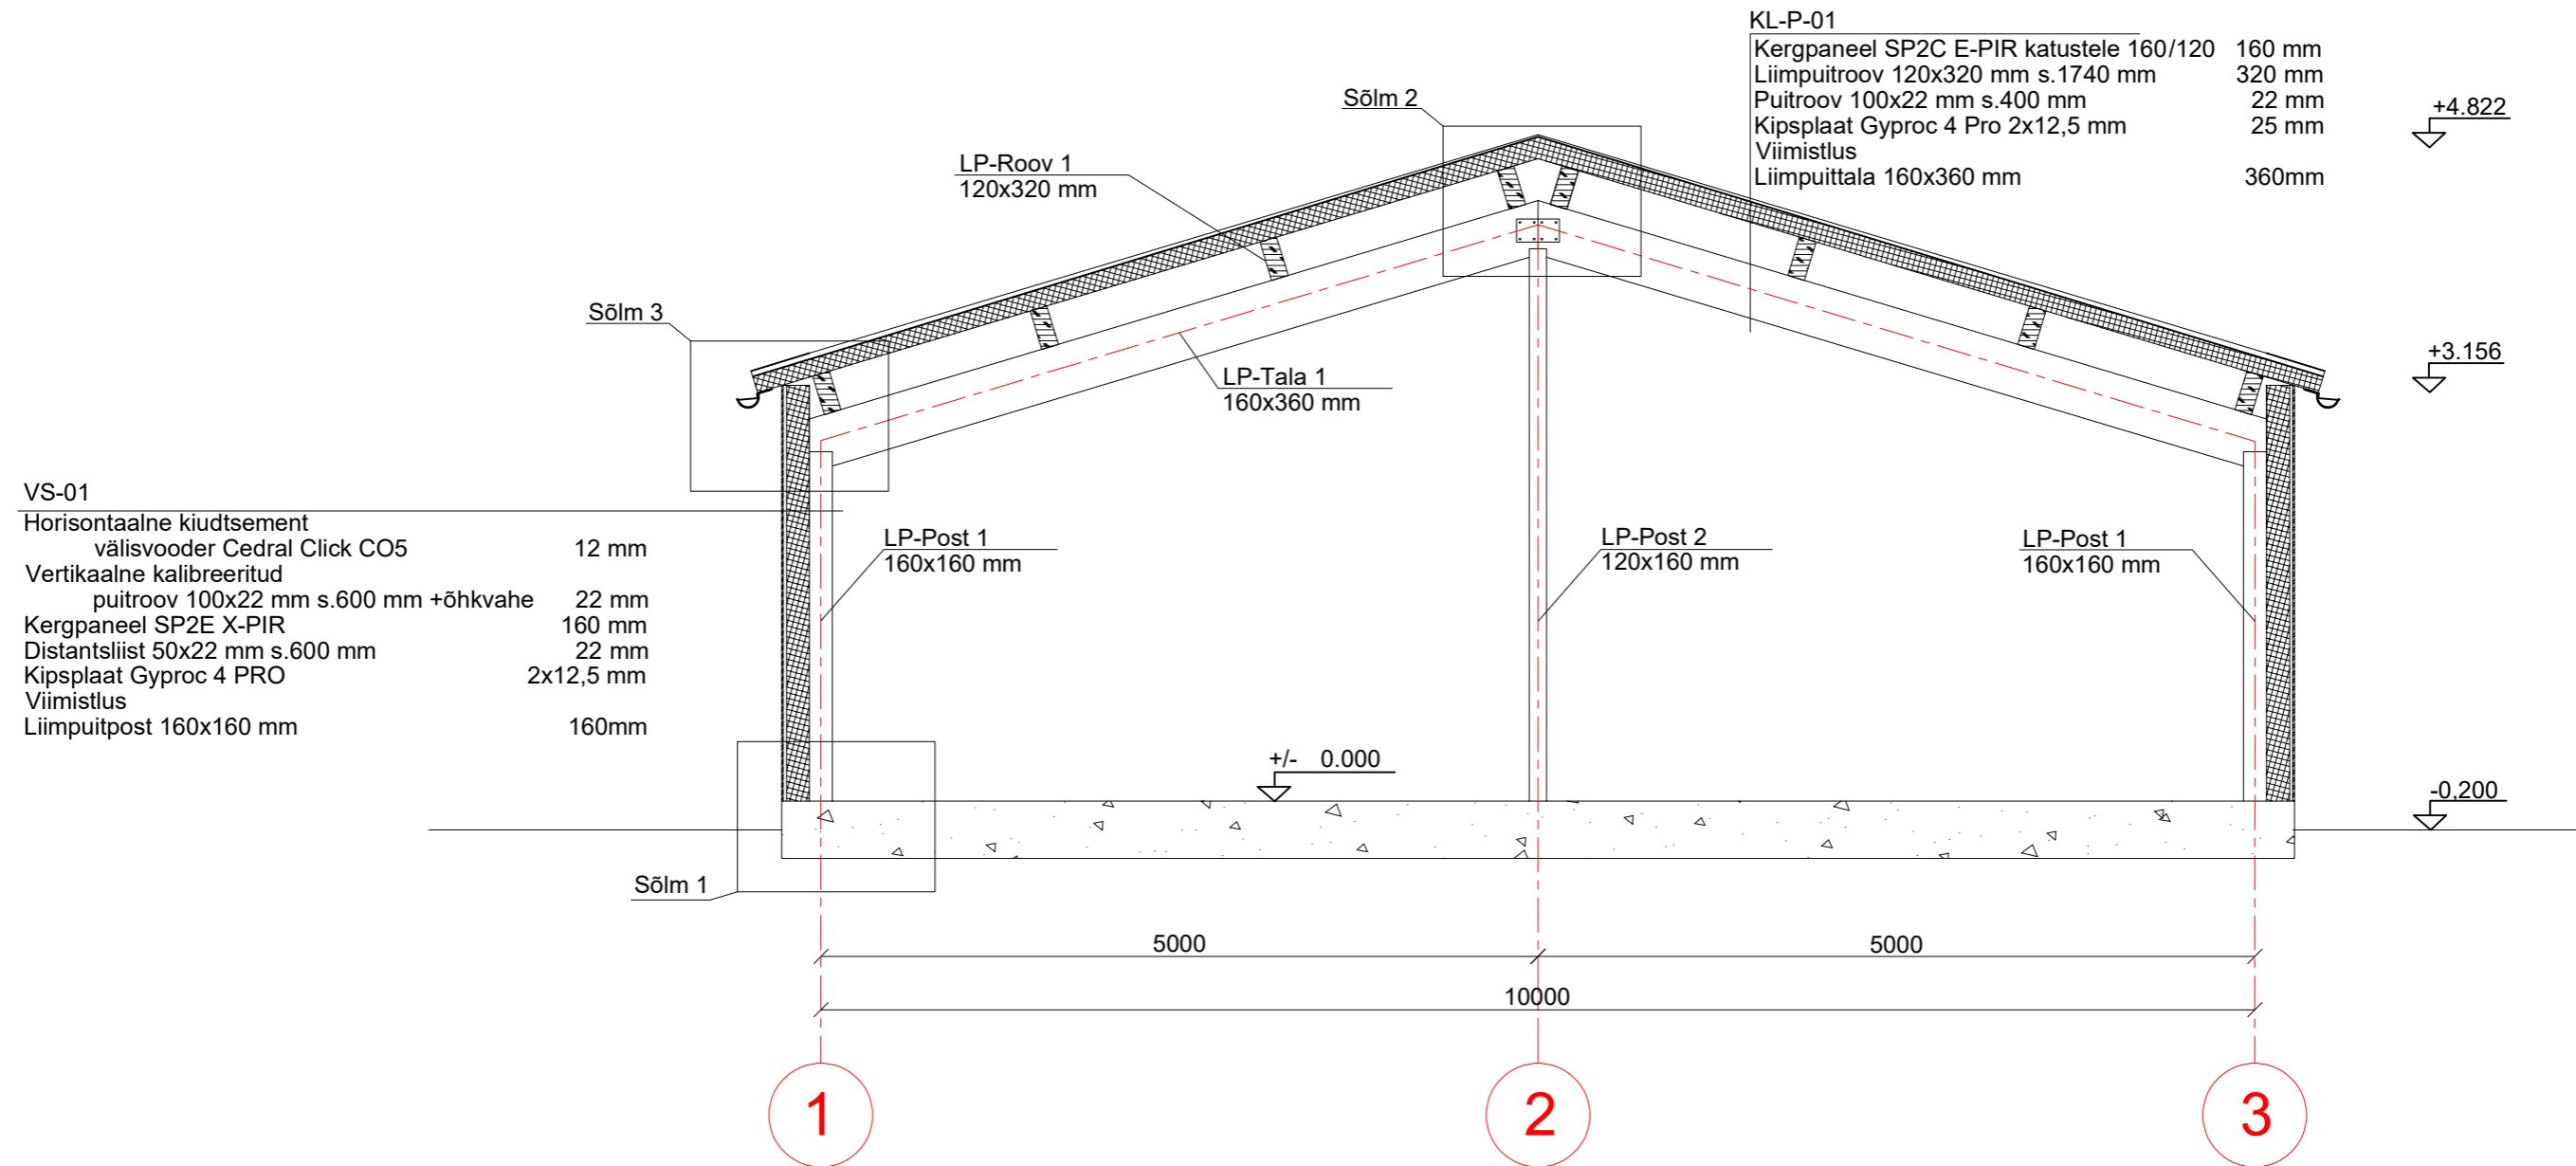 KL-P-01
Kergpaneel SP2C E-PIR katustele 160/120 160 mm
Liimpuitroov 120x320 mm s.1740 mm 320 mm
Puitroov 100x22 mm s.400 mm 22 mm
Kipsplaat Gyproc 4 Pro 2x12,5 mm 25 mm
Viimistlus
Liimpuittala 160x360 mm 360mm
+4.822
Sõlm 2
LP-Roov 1
120x320 mm
Sõlm 3
+3.156
LP-Tala 1
160x360 mm
VS-01
Horisontaalne kiudtsement
välisvooder Cedral Click CO5 12 mm
Vertikaalne kalibreeritud
puitroov 100x22 mm s.600 mm +õhkvahe 22 mm
Kergpaneel SP2E X-PIR 160 mm
Distantsliist 50x22 mm s.600 mm 22 mm
Kipsplaat Gyproc 4 PRO 2x12,5 mm
Viimistlus
Liimpuitpost 160x160 mm 160mm
LP-Post 1
160x160 mm
LP-Post 2
120x160 mm
LP-Post 1
160x160 mm
+/- 0.000
-0,200
Sõlm 1
5000
5000
10000
1
2
3